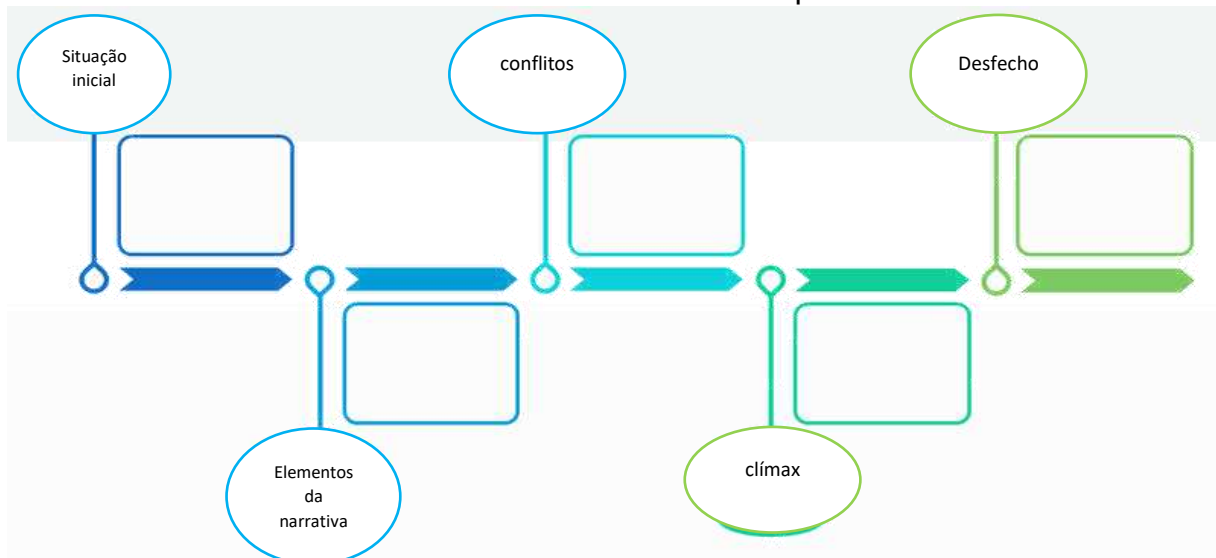 Situação
inicial
conflitos
Desfecho
Elementos
da
narrativa
clímax